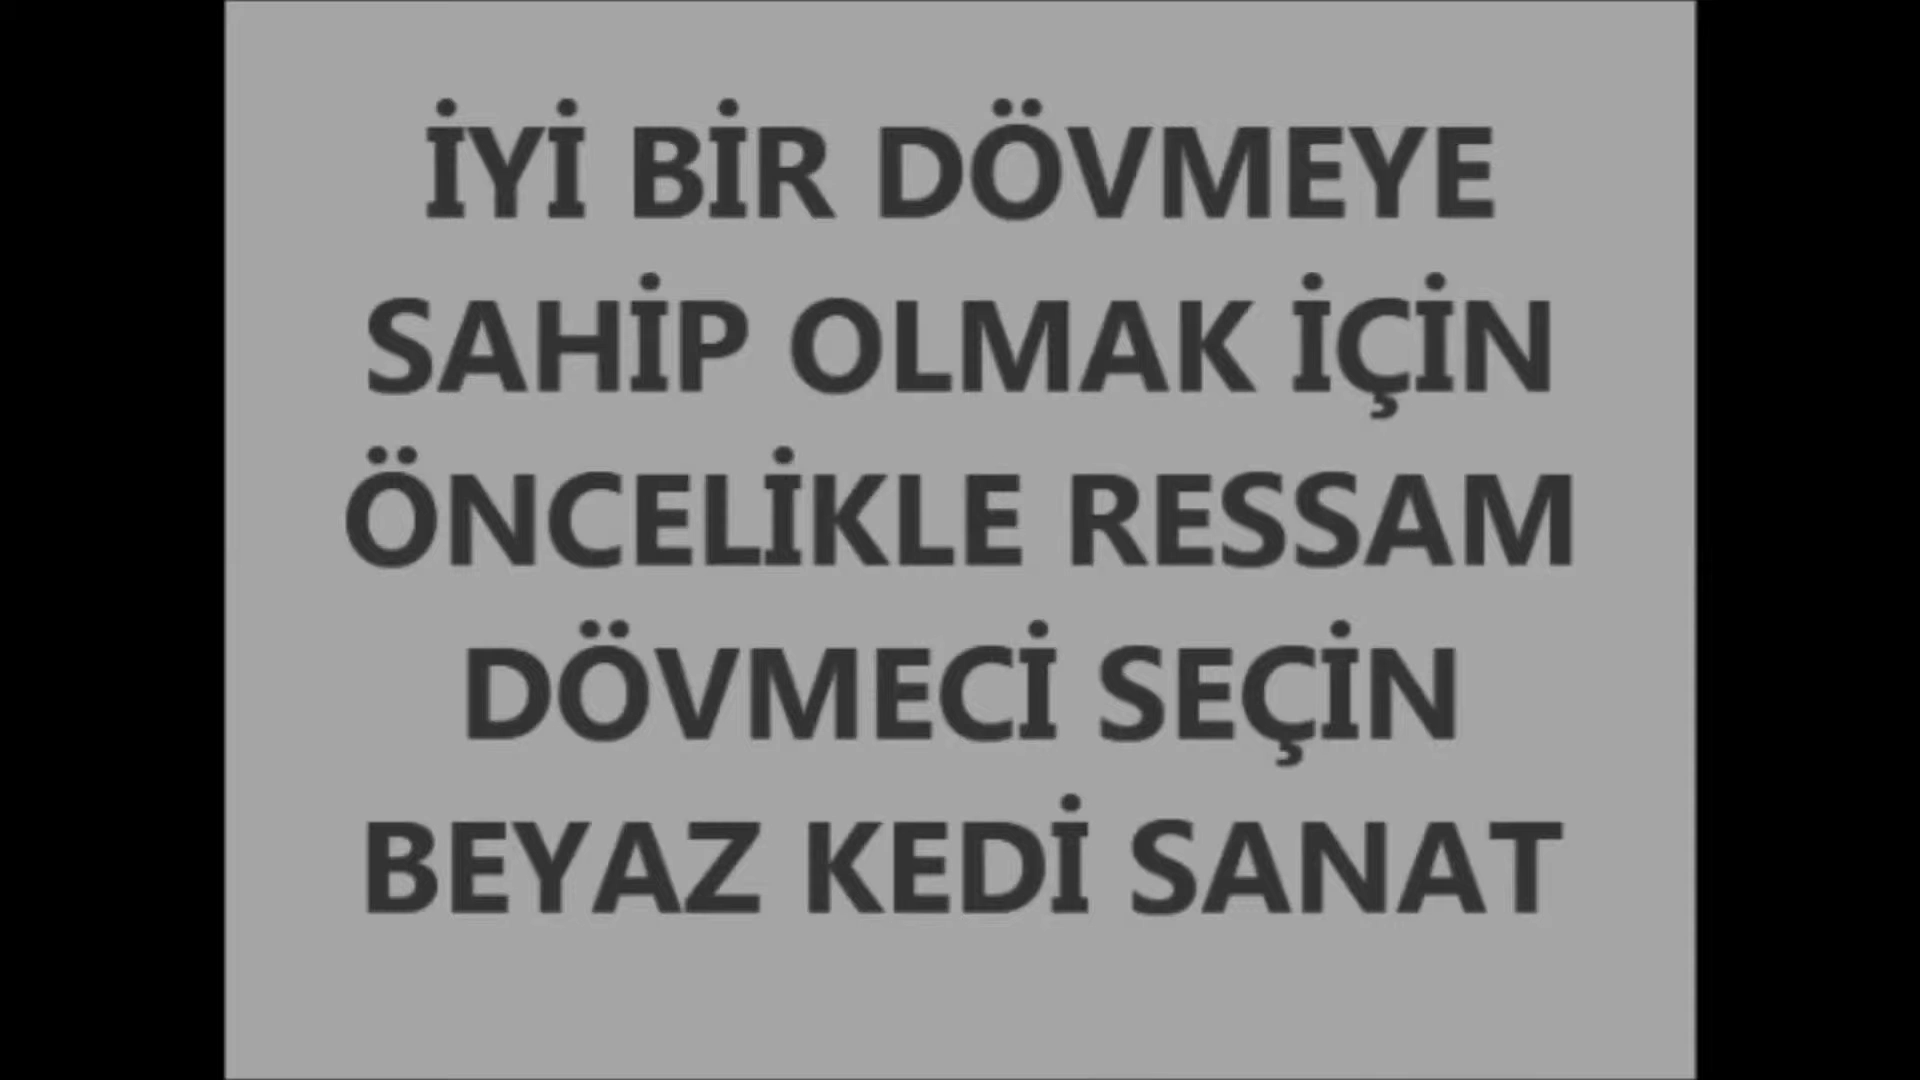 İYİ BİR DÖVMEYE
SAHİP OLMAK İÇİN
ÖNCELİKLE RESSAM
DÖVMECİ SEÇİN
BEYAZ KEDİ SANAT